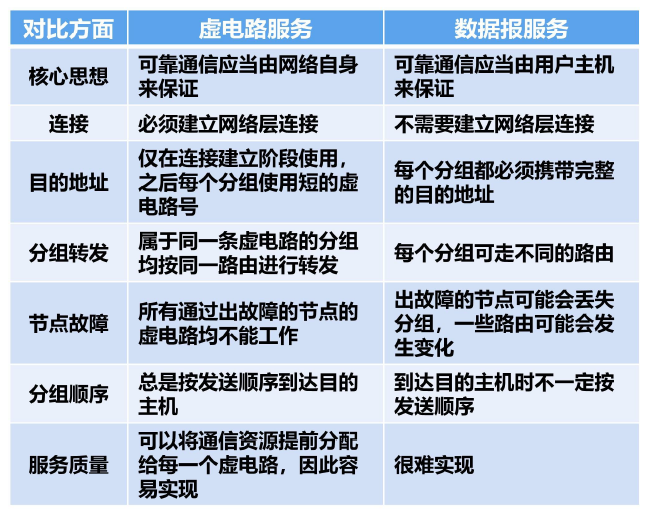 对比方面
虚电路服务
数据报服务
核心思想
可靠通信应当由网络自身
来保证
可靠通信应当由用户主机
来保证
连接
必须建立网络层连接
不需要建立网络层连接
目的地址
仅在连接建立阶段使用，
之后每个分组使用短的虚
电路号
每个分组都必须携带完整
的目的地址
分组转发
属于同一条虚电路的分组
均按同一路由进行转发
每个分组可走不同的路由
节点故障
所有通过出故障的节点的
虚电路均不能工作
出故障的节点可能会丢失
分组，一些路由可能会发
生变化
分组顺序
总是按发送顺序到达目的
主机
到达目的主机时不一定按
发送顺序
服务质量
可以将通信资源提前分配
给每一个虚电路，因此容
易实现
很难实现